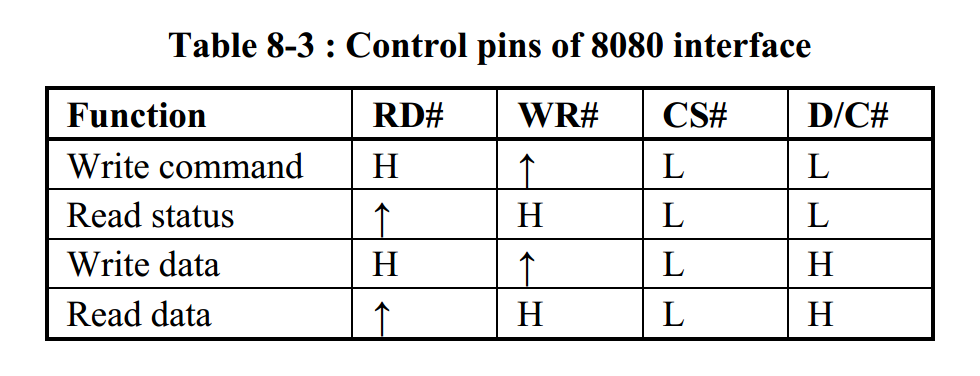 Table 8-3 : Control pins of 8080 interface
Function RD# WR# CS# D/C#
Write command H ↑ L L
Read status ↑ H L L
Write data H ↑ L H
Read data ↑ H L H